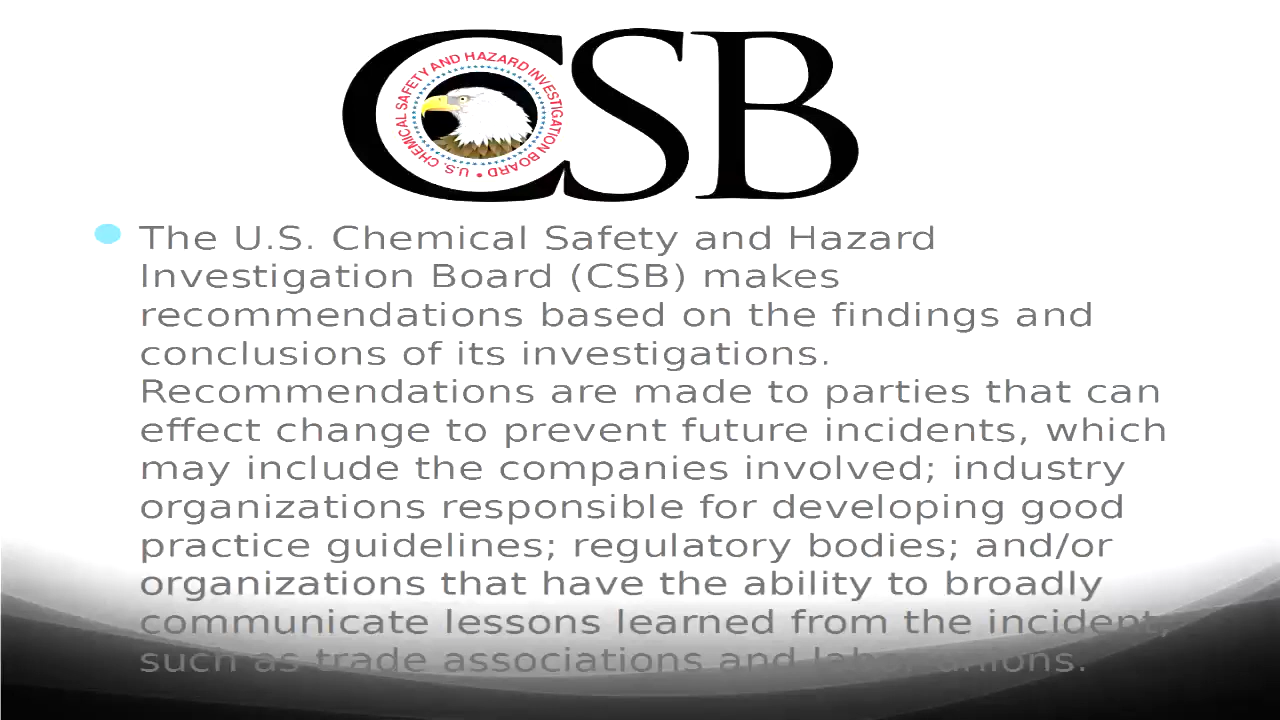 CSB
U.S. CHEMICAL SAFETY AND HAZARD INVESTIGATION BOARD •
The U.S. Chemical Safety and Hazard
Investigation Board (CSB) makes
recommendations based on the findings and
conclusions of its investigations.
Recommendations are made to parties that can
effect change to prevent future incidents, which
may include the companies involved; industry
organizations responsible for developing good
practice guidelines; regulatory bodies; and/or
organizations that have the ability to broadly
communicate lessons learned from the incident,
such as trade associations and labor unions.